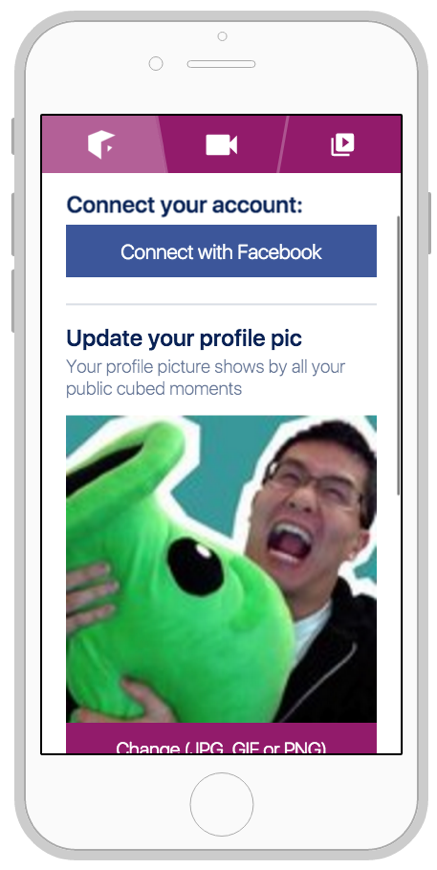 Connect your account:
Connect with Facebook
Update your profile pic
Your profile picture shows by all your
public cubed moments
Change (JPG, GIF or PNG)